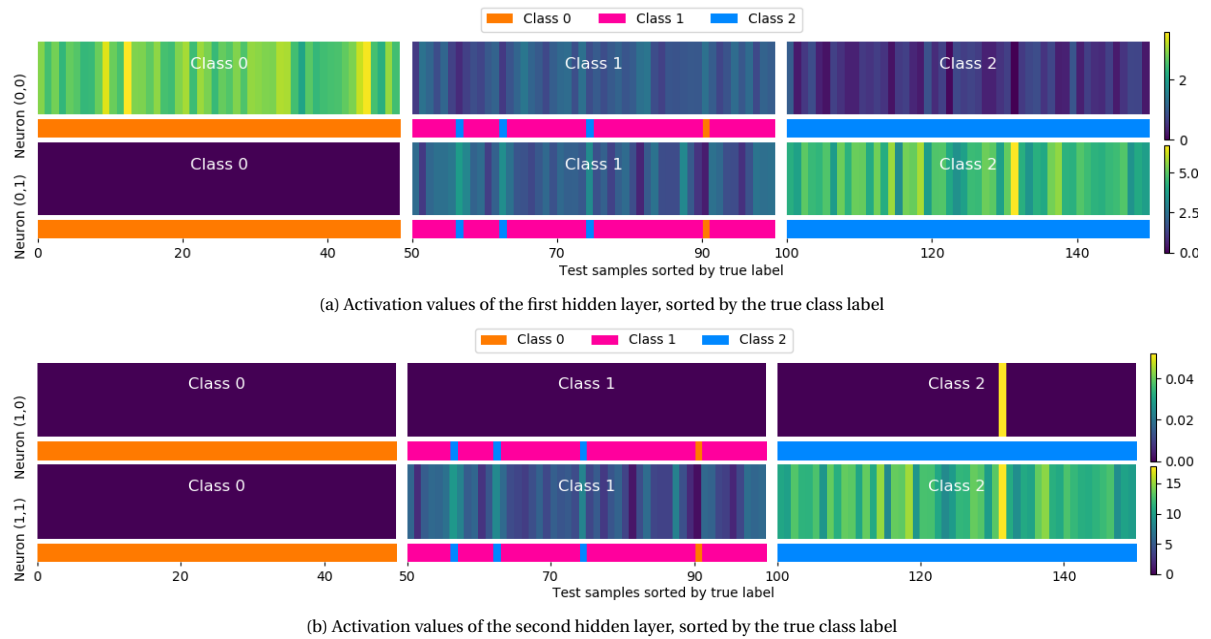 Class 0 Class 1 Class 2
Neuron (0,0)
Class 0 Class 1 Class 2
2
0
Neuron (0,1)
Class 0 Class 1 Class 2
5.0
2.5
0.0
0 20 40 50 70 90 100 120 140
Test samples sorted by true label
(a) Activation values of the first hidden layer, sorted by the true class label
Class 0 Class 1 Class 2
Neuron (1,0)
Class 0 Class 1 Class 2
0.04
0.02
0.00
Neuron (1,1)
Class 0 Class 1 Class 2
15
10
5
0
0 20 40 50 70 90 100 120 140
Test samples sorted by true label
(b) Activation values of the second hidden layer, sorted by the true class label